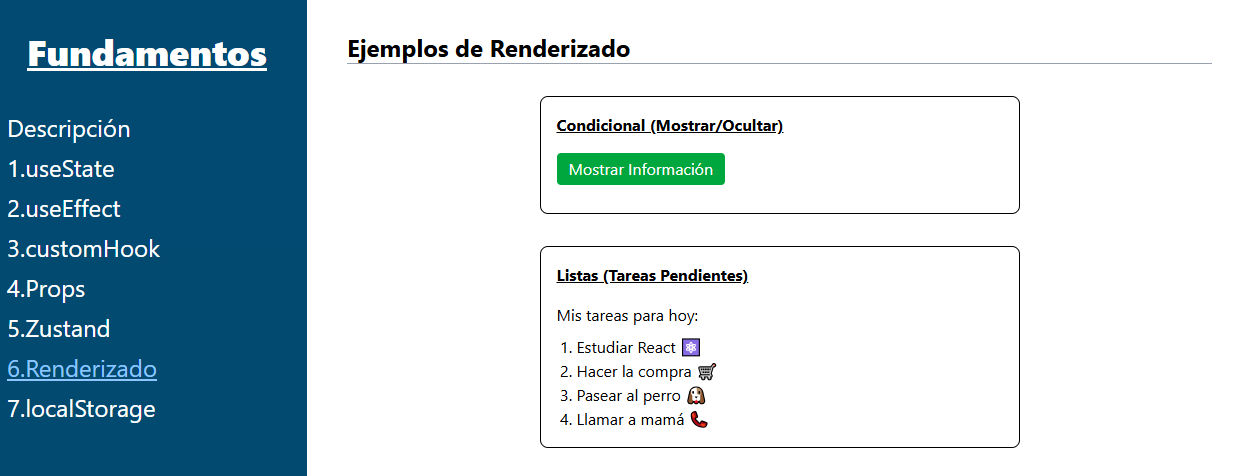 Fundamentos
Descripción
1.useState
2.useEffect
3.customHook
4.Props
5.Zustand
6.Renderizado
7.localStorage
Ejemplos de Renderizado
Condicional (Mostrar/Ocultar)
Mostrar Información
Listas (Tareas Pendientes)
Mis tareas para hoy:
1. Estudiar React ⚛️
2. Hacer la compra 🛒
3. Pasear al perro 🐶
4. Llamar a mamá 📞